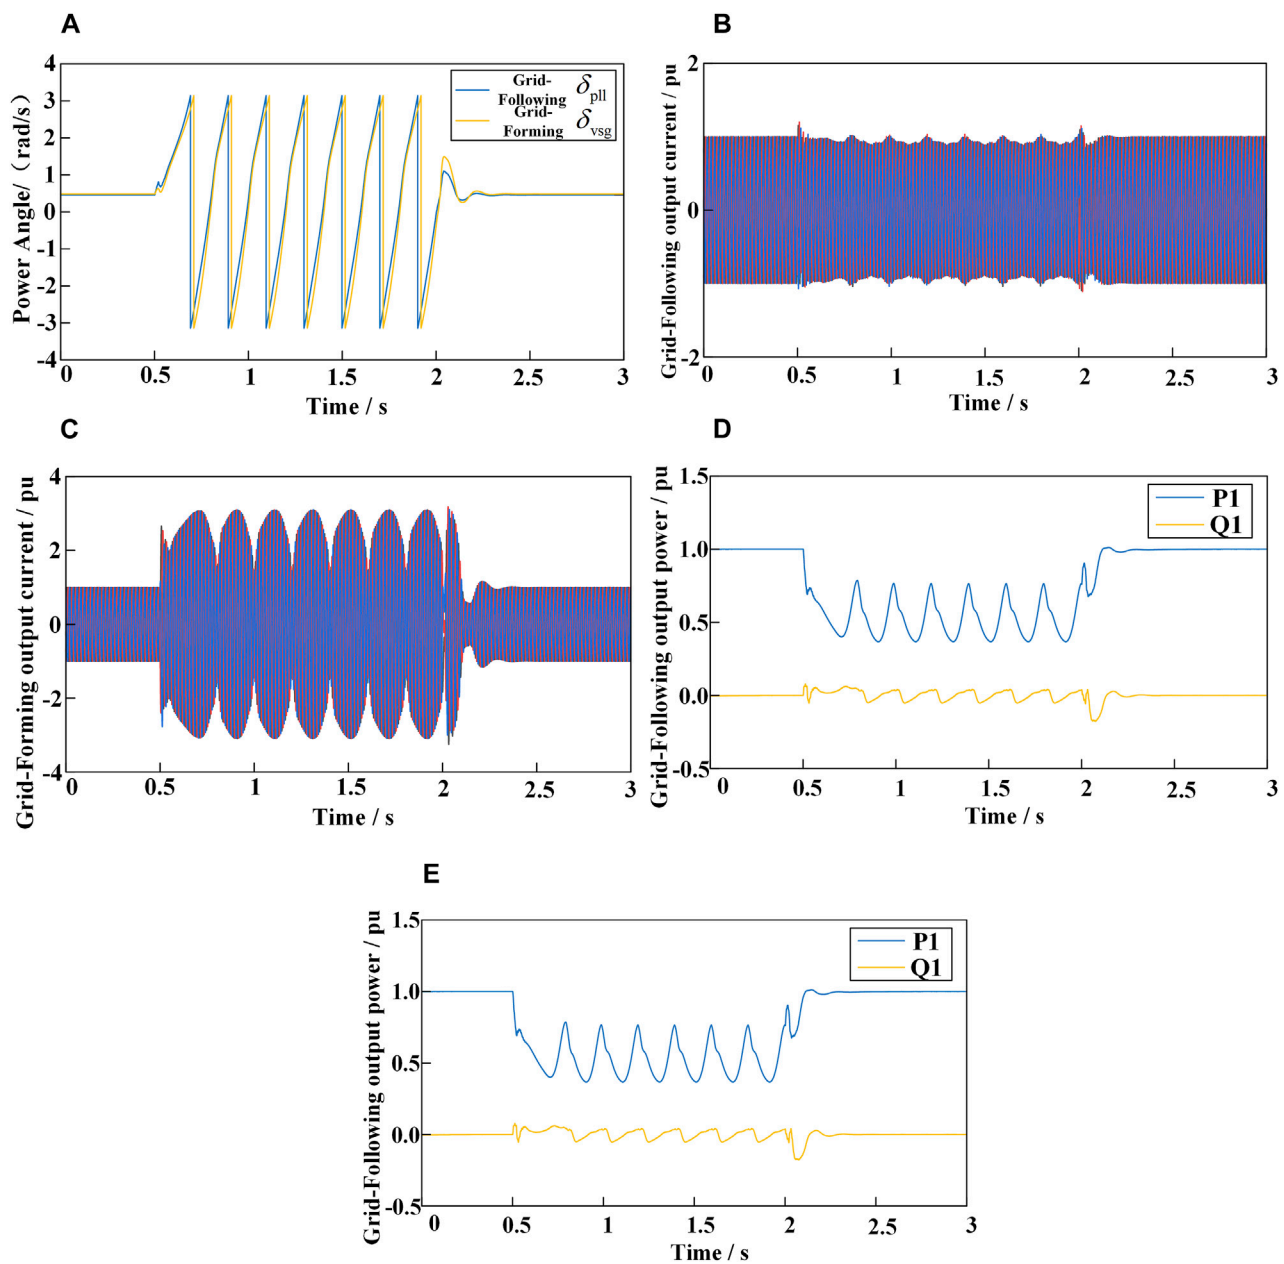 A
4
3
2
1
0
-1
-2
-3
-4
Power Angle/（rad/s）
Grid-
Following δpll
Grid-
Forming δvsg
0 0.5 1 1.5 2 2.5 3
Time / s
B
2
0
-2
Grid-Following output current / pu
0 0.5 1 1.5 2 2.5 3
Time / s
C
4
2
0
-2
-4
Grid-Forming output current / pu
0 0.5 1 1.5 2 2.5 3
Time / s
D
1.5
1.0
0.5
0.0
-0.5
Grid-Following output power / pu
P1
Q1
0 0.5 1 1.5 2 2.5 3
Time / s
E
1.5
1.0
0.5
0.0
-0.5
Grid-Following output power / pu
P1
Q1
0 0.5 1 1.5 2 2.5 3
Time / s